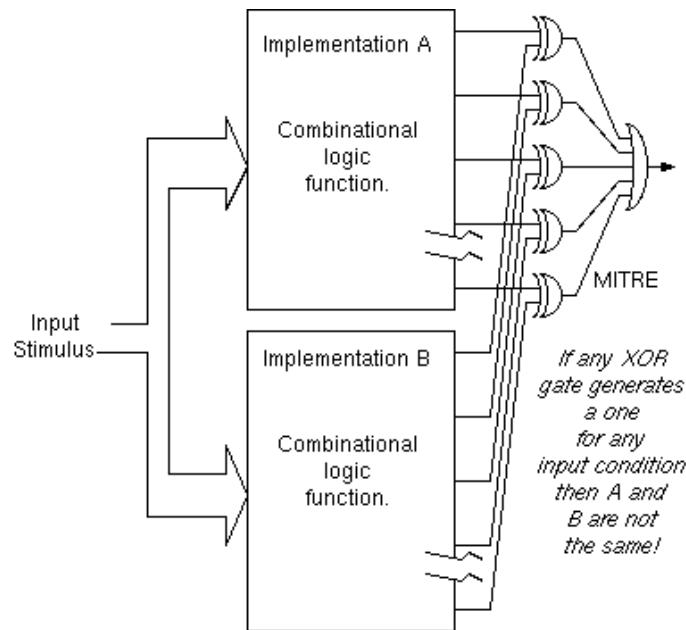 Implementation A
Combinational
logic
function.
MITRE
Input
Stimulus
Implementation B
Combinational
logic
function.
If any XOR
gate generates
a one
for any
input condition
then A and
B are not
the same!